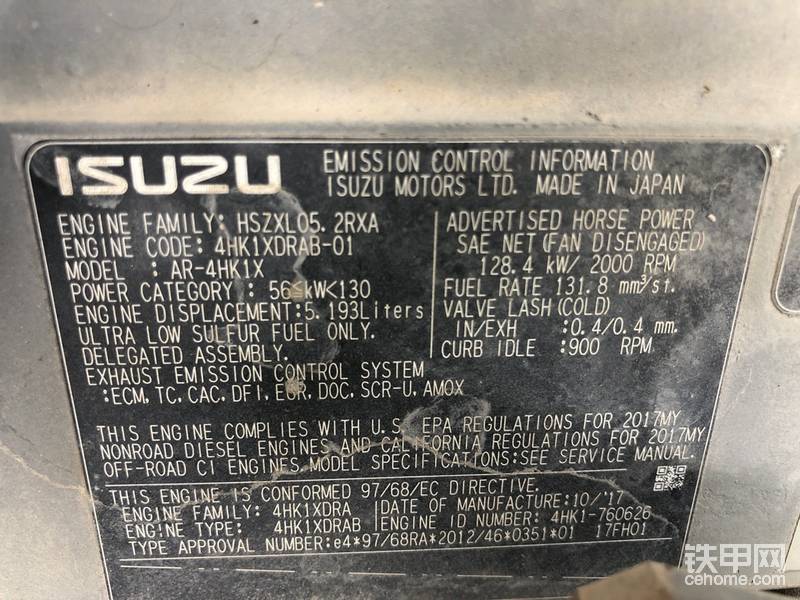 ISUZU
EMISSION CONTROL INFORMATION
ISUZU MOTORS LTD. MADE IN JAPAN
ENGINE FAMILY: HSZXL05.2RXA
ENGINE CODE: 4HK1XDRAB-01
MODEL : AR-4HK1X
POWER CATEGORY : 56≤kW<130
ENGINE DISPLACEMENT:5.193Liters
ULTRA LOW SULFUR FUEL ONLY.
DELEGATED ASSEMBLY.
EXHAUST EMISSION CONTROL SYSTEM
:ECM, TC, CAC, DFI, EGR, DOC, SCR-U, AMOX
ADVERTISED HORSE POWER
SAE NET(FAN DISENGAGED)
128.4 kW/ 2000 RPM
FUEL RATE 131.8 mm³/st.
VALVE LASH(COLD)
IN/EXH :0.4/0.4 mm.
CURB IDLE :900 RPM
THIS ENGINE COMPLIES WITH U.S. EPA REGULATIONS FOR 2017MY
NONROAD DIESEL ENGINES AND CALIFORNIA REGULATIONS FOR 2017MY
OFF-ROAD CI ENGINES. MODEL SPECIFICATIONS:SEE SERVICE MANUAL.
THIS ENGINE IS CONFORMED 97/68/EC DIRECTIVE.
ENGINE FAMILY: 4HK1XDRA DATE OF MANUFACTURE:10/'17
ENGINE TYPE: 4HK1XDRAB ENGINE ID NUMBER: 4HK1-760626
TYPE APPROVAL NUMBER:e4*97/68RA*2012/46*0351*01 17FH01
铁甲网
cehome.com